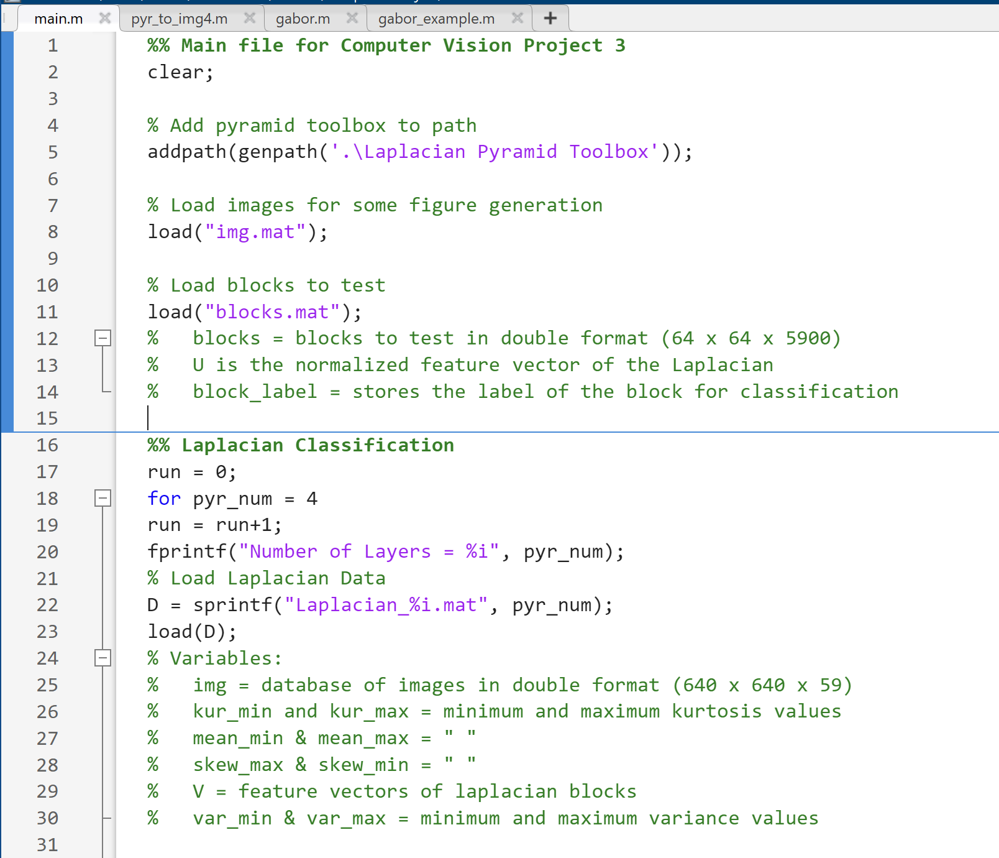 main.m pyr_to_img4.m gabor.m gabor_example.m
1 %% Main file for Computer Vision Project 3
2 clear;
3
4 % Add pyramid toolbox to path
5 addpath(genpath('.\Laplacian Pyramid Toolbox'));
6
7 % Load images for some figure generation
8 load("img.mat");
9
10 % Load blocks to test
11 load("blocks.mat");
12 %   blocks = blocks to test in double format (64 x 64 x 5900)
13 %   U is the normalized feature vector of the Laplacian
14 %   block_label = stores the label of the block for classification
15
16 %% Laplacian Classification
17 run = 0;
18 for pyr_num = 4
19 run = run+1;
20 fprintf("Number of Layers = %i", pyr_num);
21 % Load Laplacian Data
22 D = sprintf("Laplacian_%i.mat", pyr_num);
23 load(D);
24 % Variables:
25 %   img = database of images in double format (640 x 640 x 59)
26 %   kur_min and kur_max = minimum and maximum kurtosis values
27 %   mean_min & mean_max = " "
28 %   skew_max & skew_min = " "
29 %   V = feature vectors of laplacian blocks
30 %   var_min & var_max = minimum and maximum variance values
31